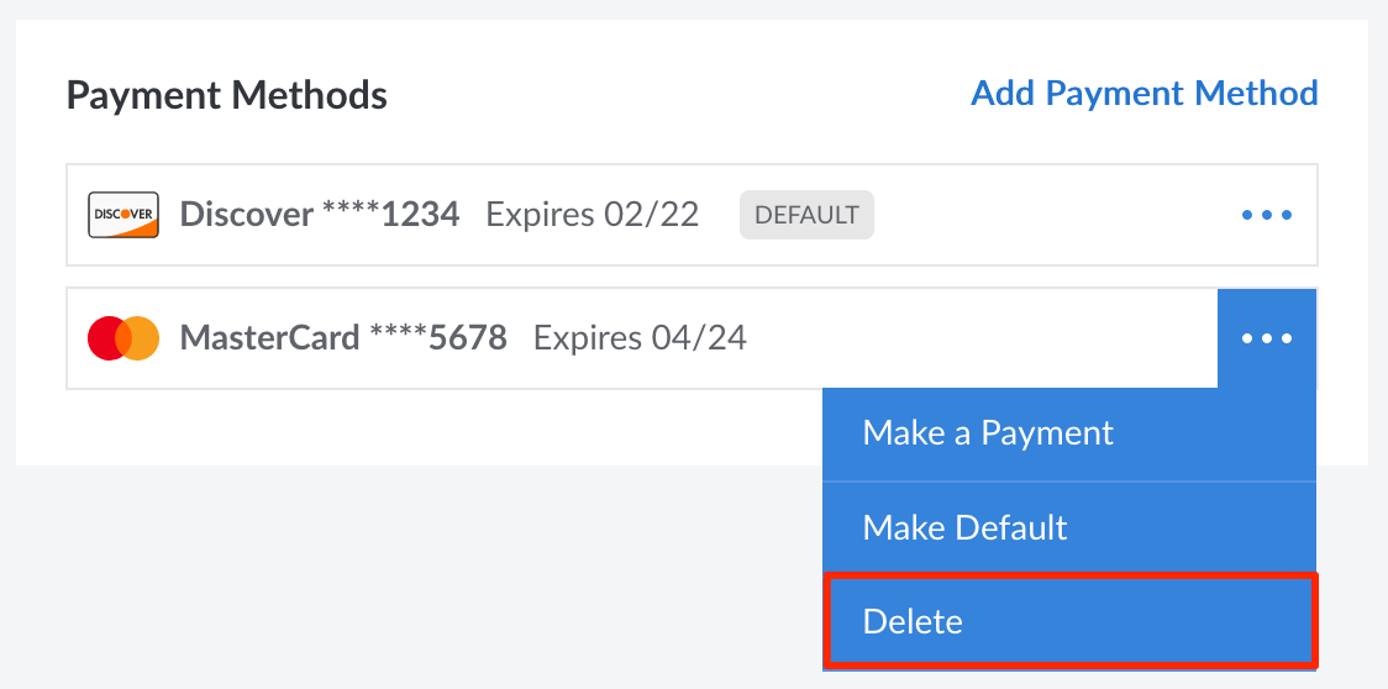 Payment Methods
Add Payment Method
DISCOVER Discover ****1234 Expires 02/22 DEFAULT
MasterCard ****5678 Expires 04/24
Make a Payment
Make Default
Delete